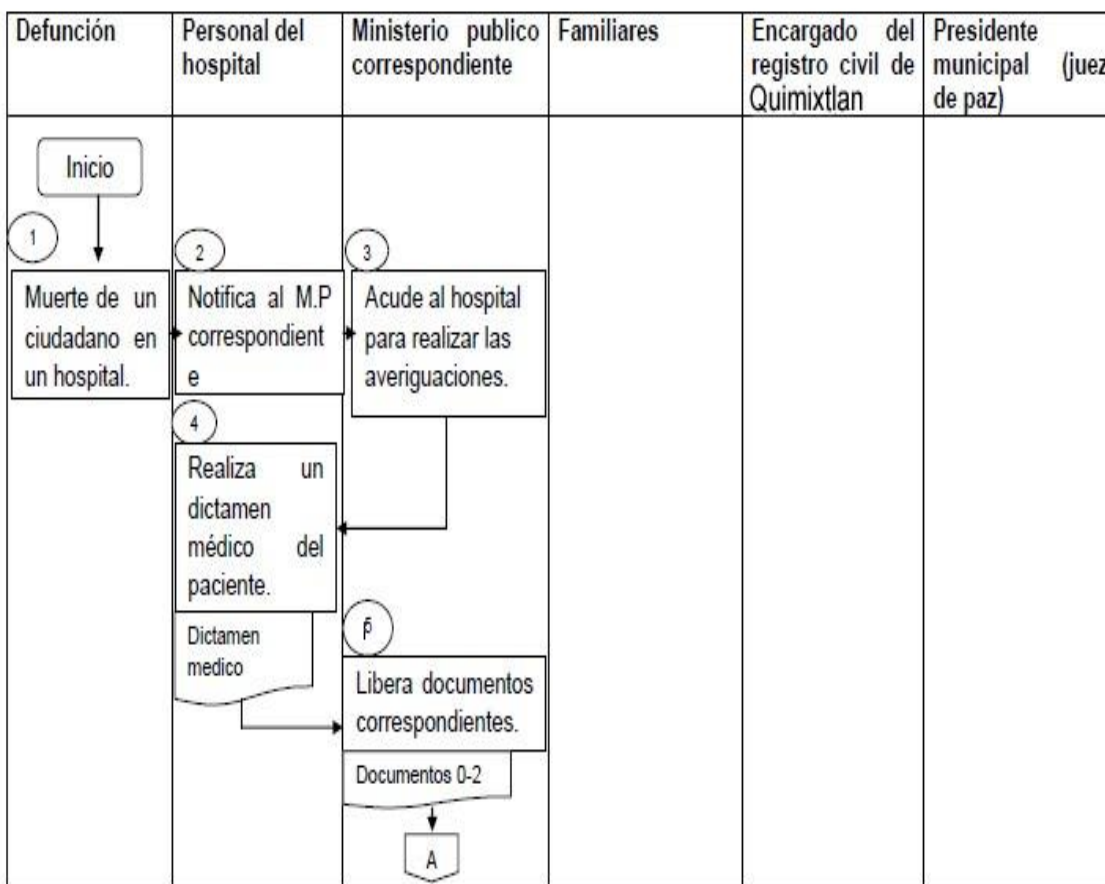 Defunción
Personal del
hospital
Ministerio publico
correspondiente
Familiares
Encargado del
registro civil de
Quimixtlan
Presidente
municipal (juez
de paz)
Inicio
1
2
3
Muerte de un
ciudadano en
un hospital.
Notifica al M.P
correspondient
e
Acude al hospital
para realizar las
averiguaciones.
4
Realiza un
dictamen
médico del
paciente.
Dictamen
medico
Libera documentos
correspondientes.
Documentos 0-2
A